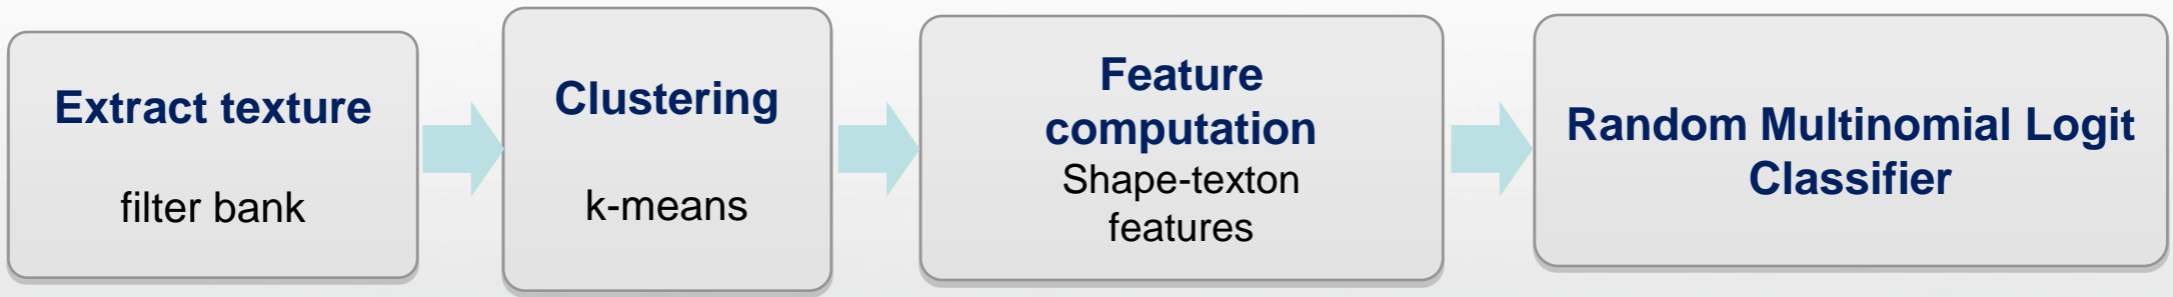 Extract texture
filter bank
Clustering
k-means
Feature
computation
Shape-texton
features
Random Multinomial Logit
Classifier